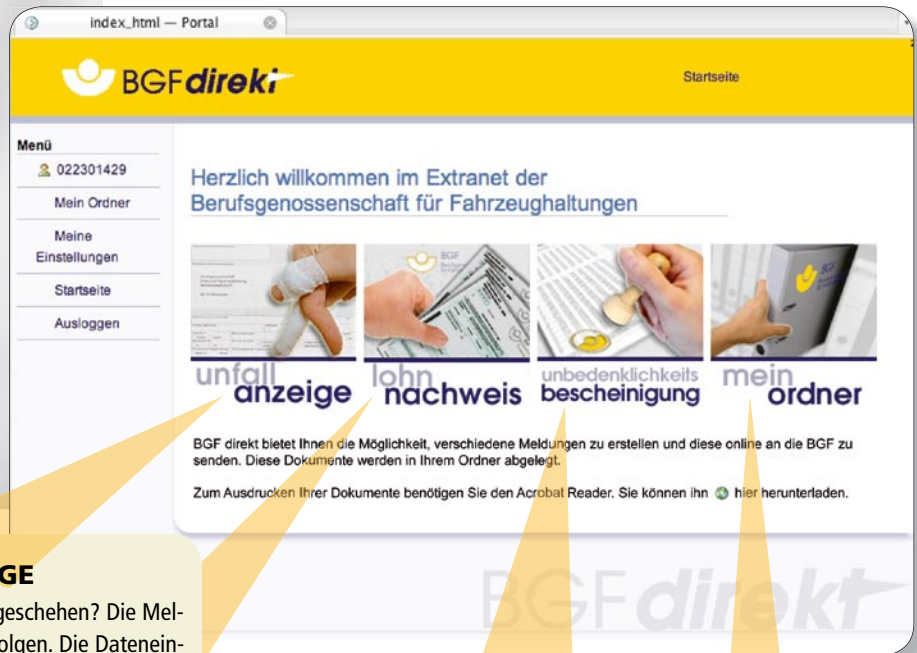 index_html — Portal
BGFdirekt
Startseite
Menü
022301429
Mein Ordner
Meine
Einstellungen
Startseite
Ausloggen
Herzlich willkommen im Extranet der
Berufsgenossenschaft für Fahrzeughaltungen
BGF
BGF
unfall
anzeige
lohn
nachweis
unbedenklichkeits
bescheinigung
mein
ordner
BGF direkt bietet Ihnen die Möglichkeit, verschiedene Meldungen zu erstellen und diese online an die BGF zu
senden. Diese Dokumente werden in Ihrem Ordner abgelegt.
Zum Ausdrucken Ihrer Dokumente benötigen Sie den Acrobat Reader. Sie können ihn hier herunterladen.
BGFdirekt
GE
geschehen? Die Mel-
olgen. Die Datenein-